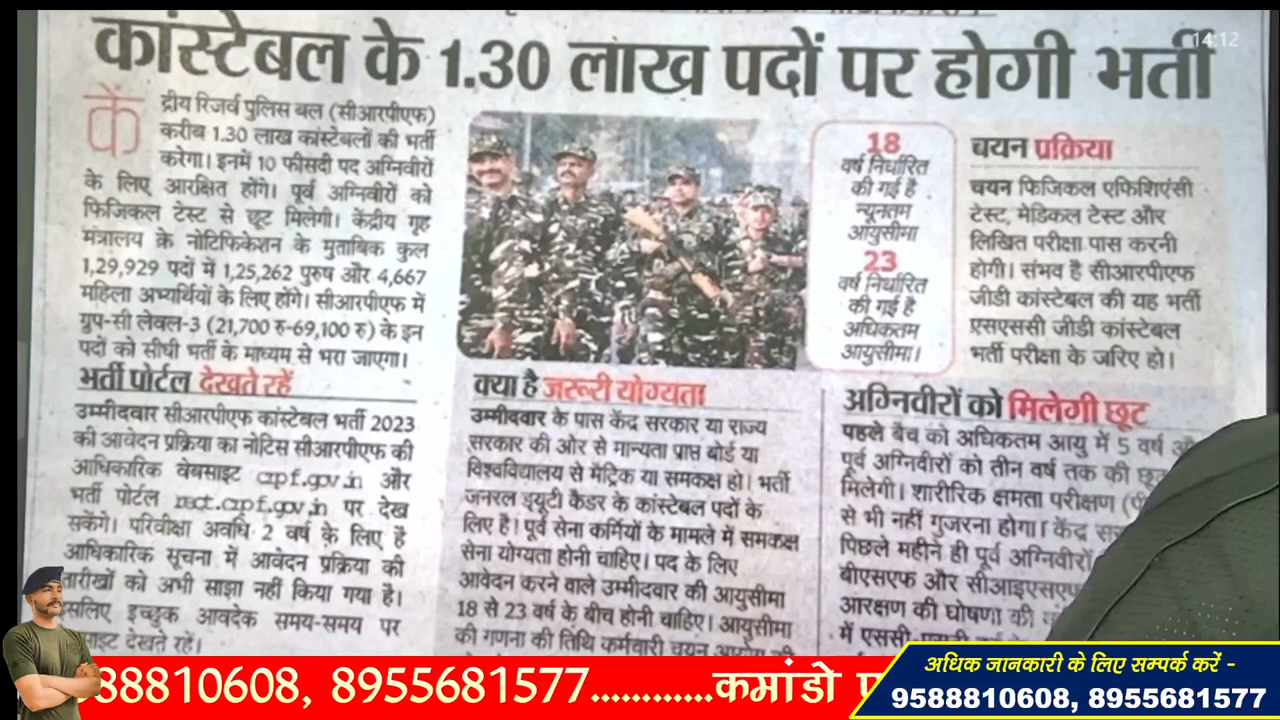 कांस्टेबल के 1.30 लाख पदों पर होगी भर्ती
14:12
केंद्रीय रिजर्व पुलिस बल (सीआरपीएफ)
करीब 1.30 लाख कांस्टेबलों की भर्ती
करेगा। इनमें 10 फीसदी पद अग्निवीरों
के लिए आरक्षित होंगे। पूर्व अग्निवीरों को
फिजिकल टेस्ट से छूट मिलेगी। केंद्रीय गृह
मंत्रालय के नोटिफिकेशन के मुताबिक कुल
1,29,929 पदों में 1,25,262 पुरुष और 4,667
महिला अभ्यर्थियों के लिए होंगे। सीआरपीएफ में
ग्रुप-सी लेवल-3 (21,700 रु-69,100 रु) के इन
पदों को सीधी भर्ती के माध्यम से भरा जाएगा।
भर्ती पोर्टल देखते रहें
उम्मीदवार सीआरपीएफ कांस्टेबल भर्ती 2023
की आवेदन प्रक्रिया का नोटिस सीआरपीएफ की
आधिकारिक वेबसाइट crpf.gov.in और
भर्ती पोर्टल rect.crpf.gov.in पर देख
सकेंगे। परिवीक्षा अवधि 2 वर्ष के लिए है
आधिकारिक सूचना में आवेदन प्रक्रिया की
तारीखों को अभी साझा नहीं किया गया है।
इच्छुक आवदेक समय-समय पर
देखते रहें।
18
वर्ष निर्धारित
की गई है
न्यूनतम
आयुसीमा
23
वर्ष निर्धारित
की गई है
अधिकतम
आयुसीमा।
चयन प्रक्रिया
चयन फिजिकल एफिशिएंसी
टेस्ट, मेडिकल टेस्ट और
लिखित परीक्षा पास करनी
होगी। संभव है सीआरपीएफ
जीडी कांस्टेबल की यह भर्ती
एसएससी जीडी कांस्टेबल
भर्ती परीक्षा के जरिए हो।
क्या है जरूरी योग्यता
उम्मीदवार के पास केंद्र सरकार या राज्य
सरकार की ओर से मान्यता प्राप्त बोर्ड या
विश्वविद्यालय से मैट्रिक या समकक्ष हो। भर्ती
जनरल ड्यूटी कैडर के कांस्टेबल पदों के
लिए है। पूर्व सेना कर्मियों के मामले में समकक्ष
सेना योग्यता होनी चाहिए। पद के लिए
आवेदन करने वाले उम्मीदवार की आयुसीमा
18 से 23 वर्ष के बीच होनी चाहिए। आयुसीमा
की गणना की तिथि कर्मचारी चयन आयोग की
अग्निवीरों को मिलेगी छूट
पहले बैच को अधिकतम आयु में 5 वर्ष
पूर्व अग्निवीरों को तीन वर्ष तक की
मिलेगी। शारीरिक क्षमता परीक्षण
से भी नहीं गुजरना होगा। केंद्र
पिछले महीने ही पूर्व अग्निवीरों
बीएसएफ और सीआइएसएफ
आरक्षण की घोषणा की
में एससी
88810608, 8955681577............कमांडो
अधिक जानकारी के लिए सम्पर्क करें -
9588810608, 8955681577